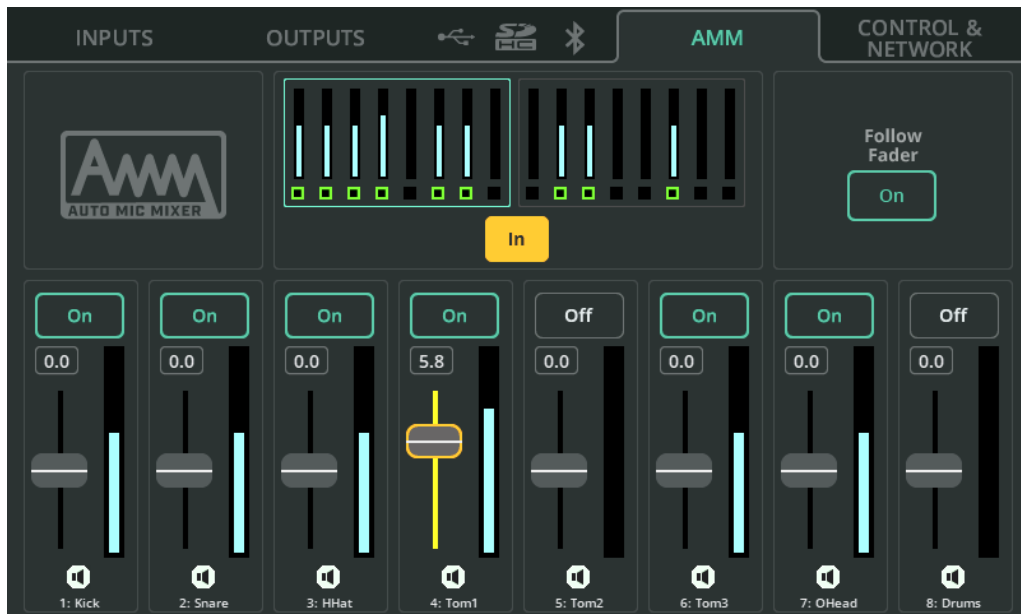 INPUTS
OUTPUTS
SD
HC
AMM
CONTROL &
NETWORK
AMM
AUTO MIC MIXER
In
Follow
Fader
On
On
On
On
On
Off
On
On
Off
0.0
0.0
0.0
5.8
0.0
0.0
0.0
0.0
1: Kick
2: Snare
3: HHat
4: Tom1
5: Tom2
6: Tom3
7: OHead
8: Drums